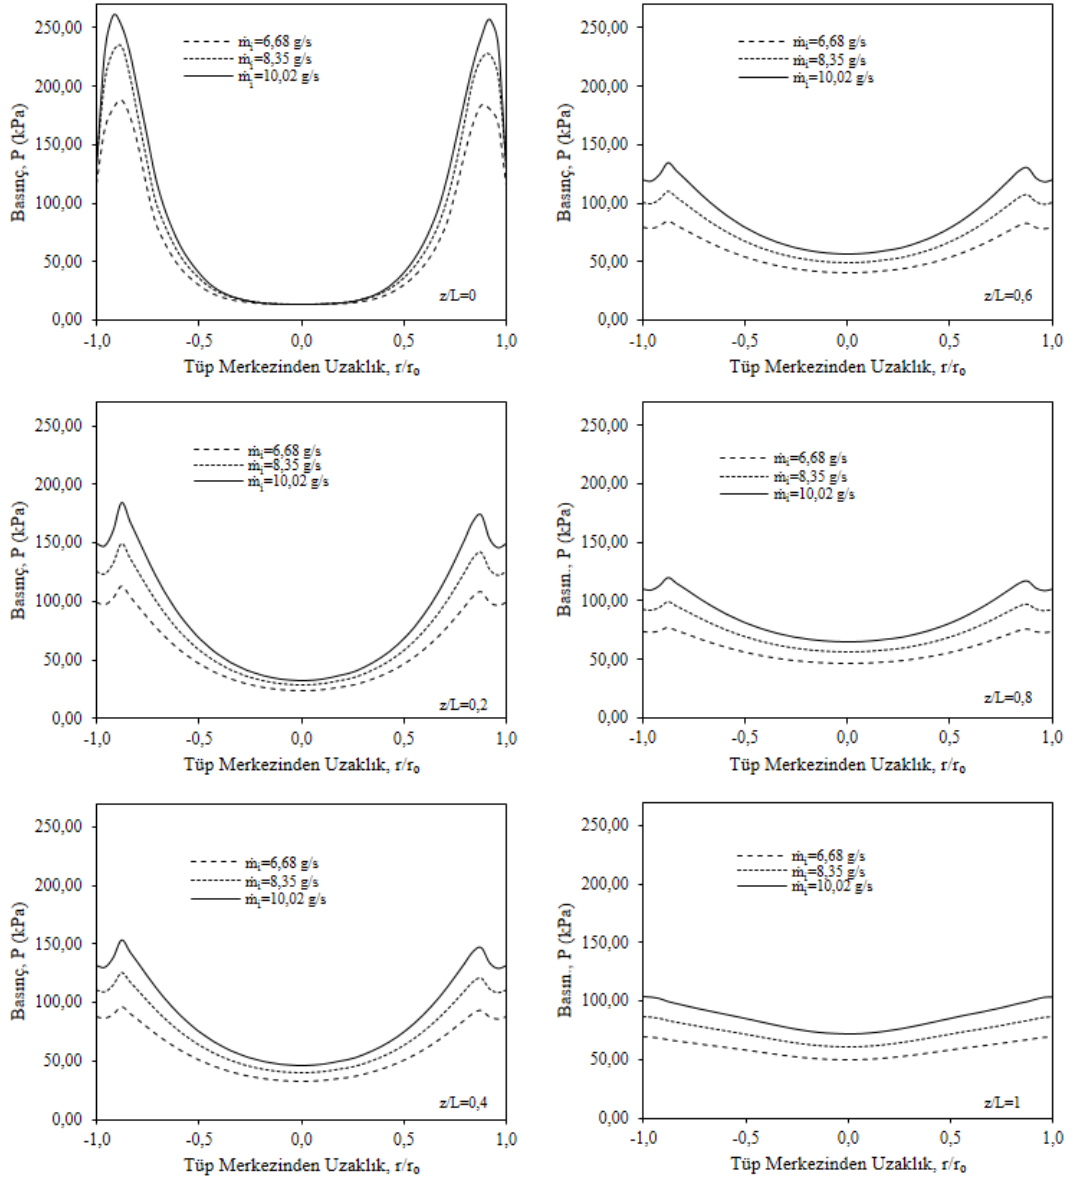 250,00
200,00
150,00
100,00
50,00
0,00
Basınç, P (kPa)
ṁi=6,68 g/s
ṁi=8,35 g/s
ṁi=10,02 g/s
z/L=0
-1,0 -0,5 0,0 0,5 1,0
Tüp Merkezinden Uzaklık, r/r₀
250,00
200,00
150,00
100,00
50,00
0,00
Basınç, P (kPa)
ṁi=6,68 g/s
ṁi=8,35 g/s
ṁi=10,02 g/s
z/L=0,6
-1,0 -0,5 0,0 0,5 1,0
Tüp Merkezinden Uzaklık, r/r₀
250,00
200,00
150,00
100,00
50,00
0,00
Basınç, P (kPa)
ṁi=6,68 g/s
ṁi=8,35 g/s
ṁi=10,02 g/s
z/L=0,2
-1,0 -0,5 0,0 0,5 1,0
Tüp Merkezinden Uzaklık, r/r₀
250,00
200,00
150,00
100,00
50,00
0,00
Basın., P (kPa)
ṁi=6,68 g/s
ṁi=8,35 g/s
ṁi=10,02 g/s
z/L=0,8
-1,0 -0,5 0,0 0,5 1,0
Tüp Merkezinden Uzaklık, r/r₀
250,00
200,00
150,00
100,00
50,00
0,00
Basınç, P (kPa)
ṁi=6,68 g/s
ṁi=8,35 g/s
ṁi=10,02 g/s
z/L=0,4
-1,0 -0,5 0,0 0,5 1,0
Tüp Merkezinden Uzaklık, r/r₀
250,00
200,00
150,00
100,00
50,00
0,00
Basın., P (kPa)
ṁi=6,68 g/s
ṁi=8,35 g/s
ṁi=10,02 g/s
z/L=1
-1,0 -0,5 0,0 0,5 1,0
Tüp Merkezinden Uzaklık, r/r₀